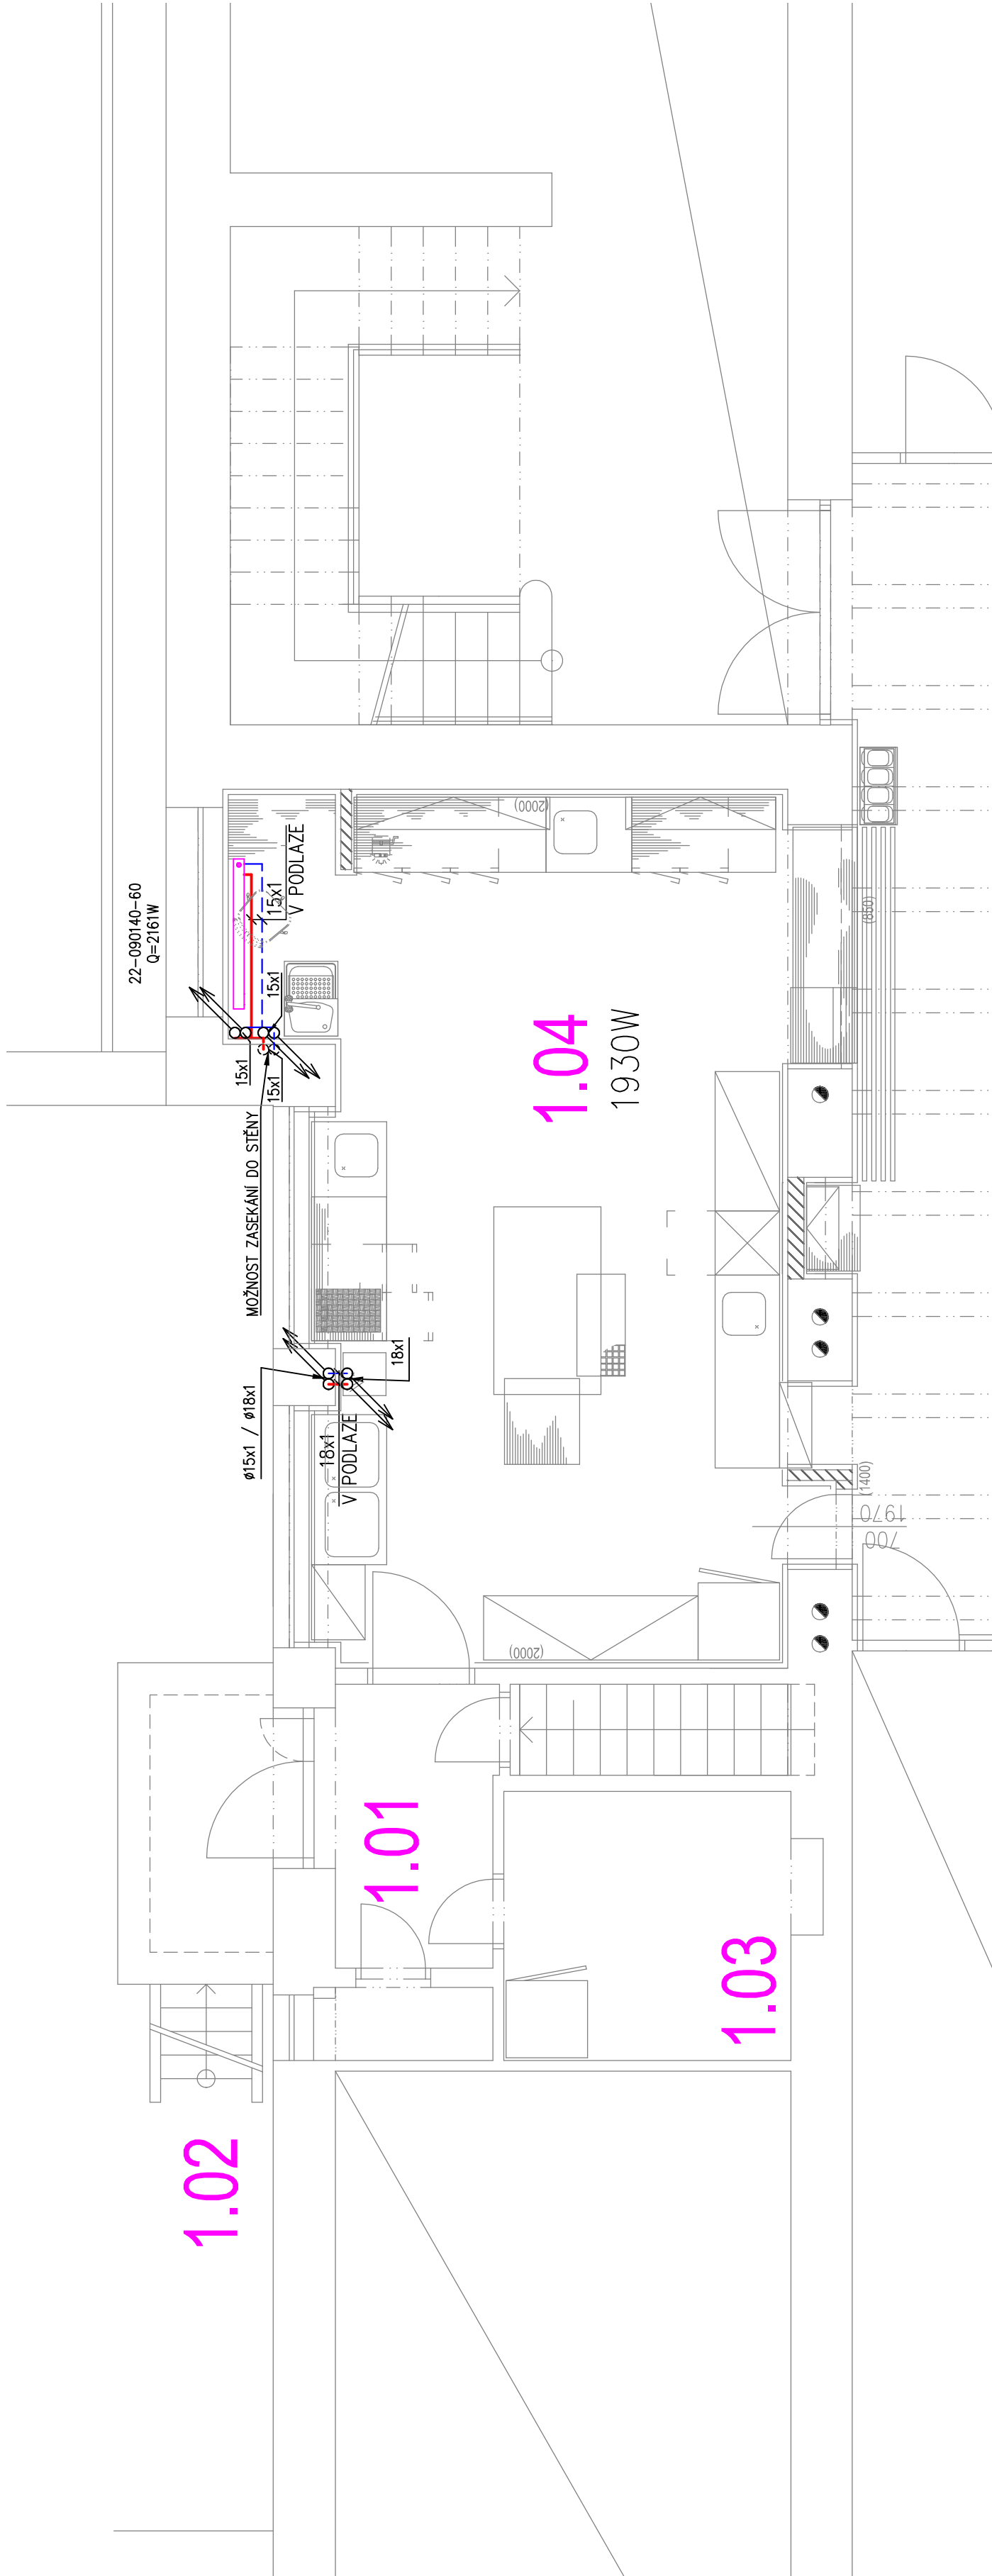 22-090140-60
Q=2161W
15x1
V PODLAZE
15x1
15x1
15x1
MOŽNOST ZASEKÁNÍ DO STĚNY
(2000)
(850)
1.04
1930W
ø15x1 / ø18x1
18x1
18x1
V PODLAZE
(1400)
700
1970
(2000)
1.01
1.03
1.02